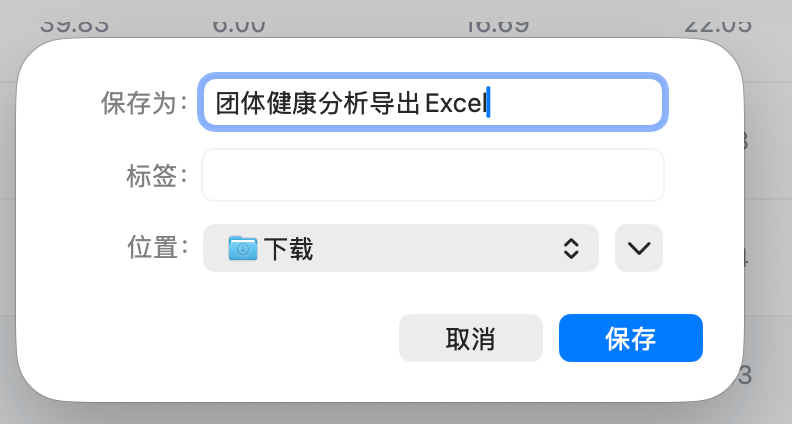 39.83 6.00 16.69 22.05
保存为：团体健康分析导出Excel
标签：
位置：下载
取消 保存
3